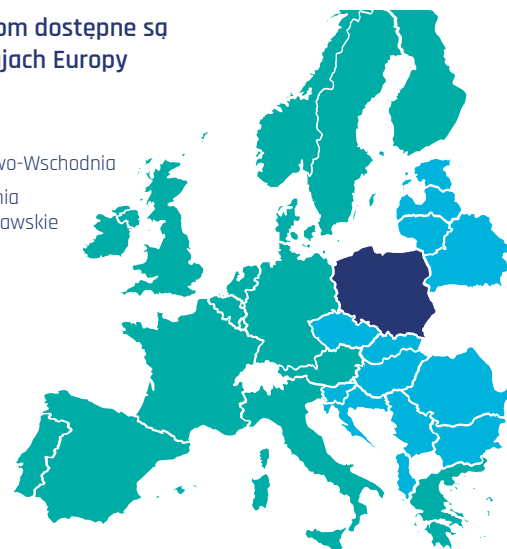 om dostępne są
jach Europy
wo-Wschodnia
nia
awskie